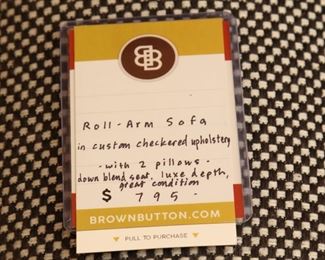 BB
Roll-Arm Sofa
in custom checkered upholstery
- with 2 pillows -
down blend seat, luxe depth,
great condition
$ 795-
BROWNBUTTON.COM
PULL TO PURCHASE